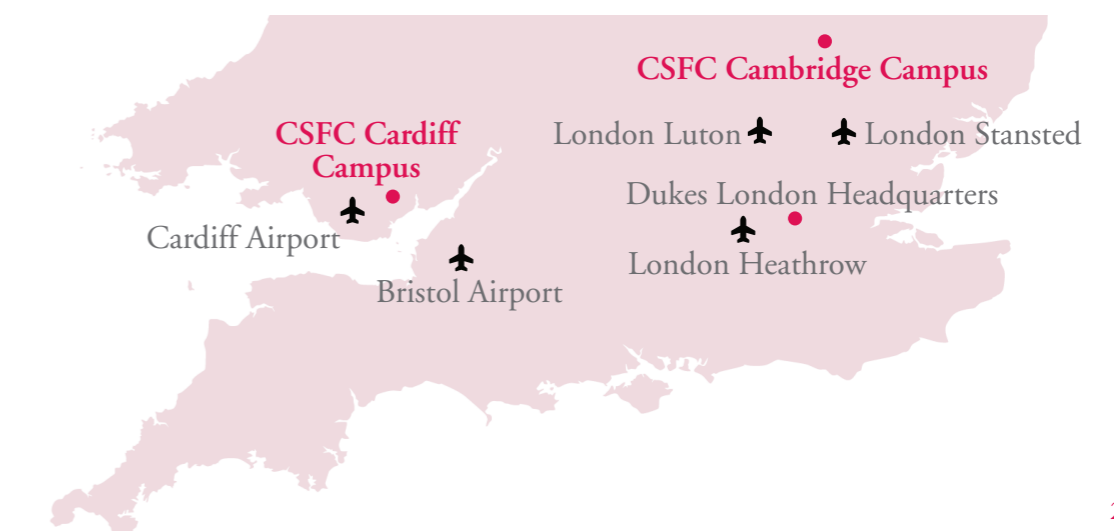 CSFC Cambridge Campus
CSFC Cardiff
Campus
London Luton
London Stansted
Dukes London Headquarters
Cardiff Airport
London Heathrow
Bristol Airport